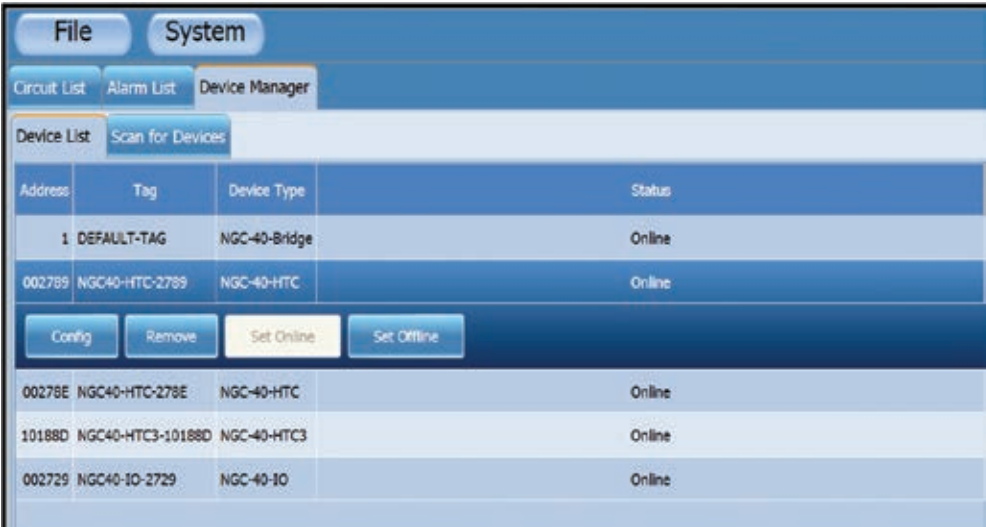 File System
Circuit List Alarm List Device Manager
Device List Scan for Devices
Address Tag Device Type Status
1 DEFAULT-TAG NGC-40-Bridge Online
002789 NGC40-HTC-2789 NGC-40-HTC Online
Config Remove Set Online Set Offline
00278E NGC40-HTC-278E NGC-40-HTC Online
10188D NGC40-HTC3-10188D NGC-40-HTC3 Online
002729 NGC40-IO-2729 NGC-40-IO Online